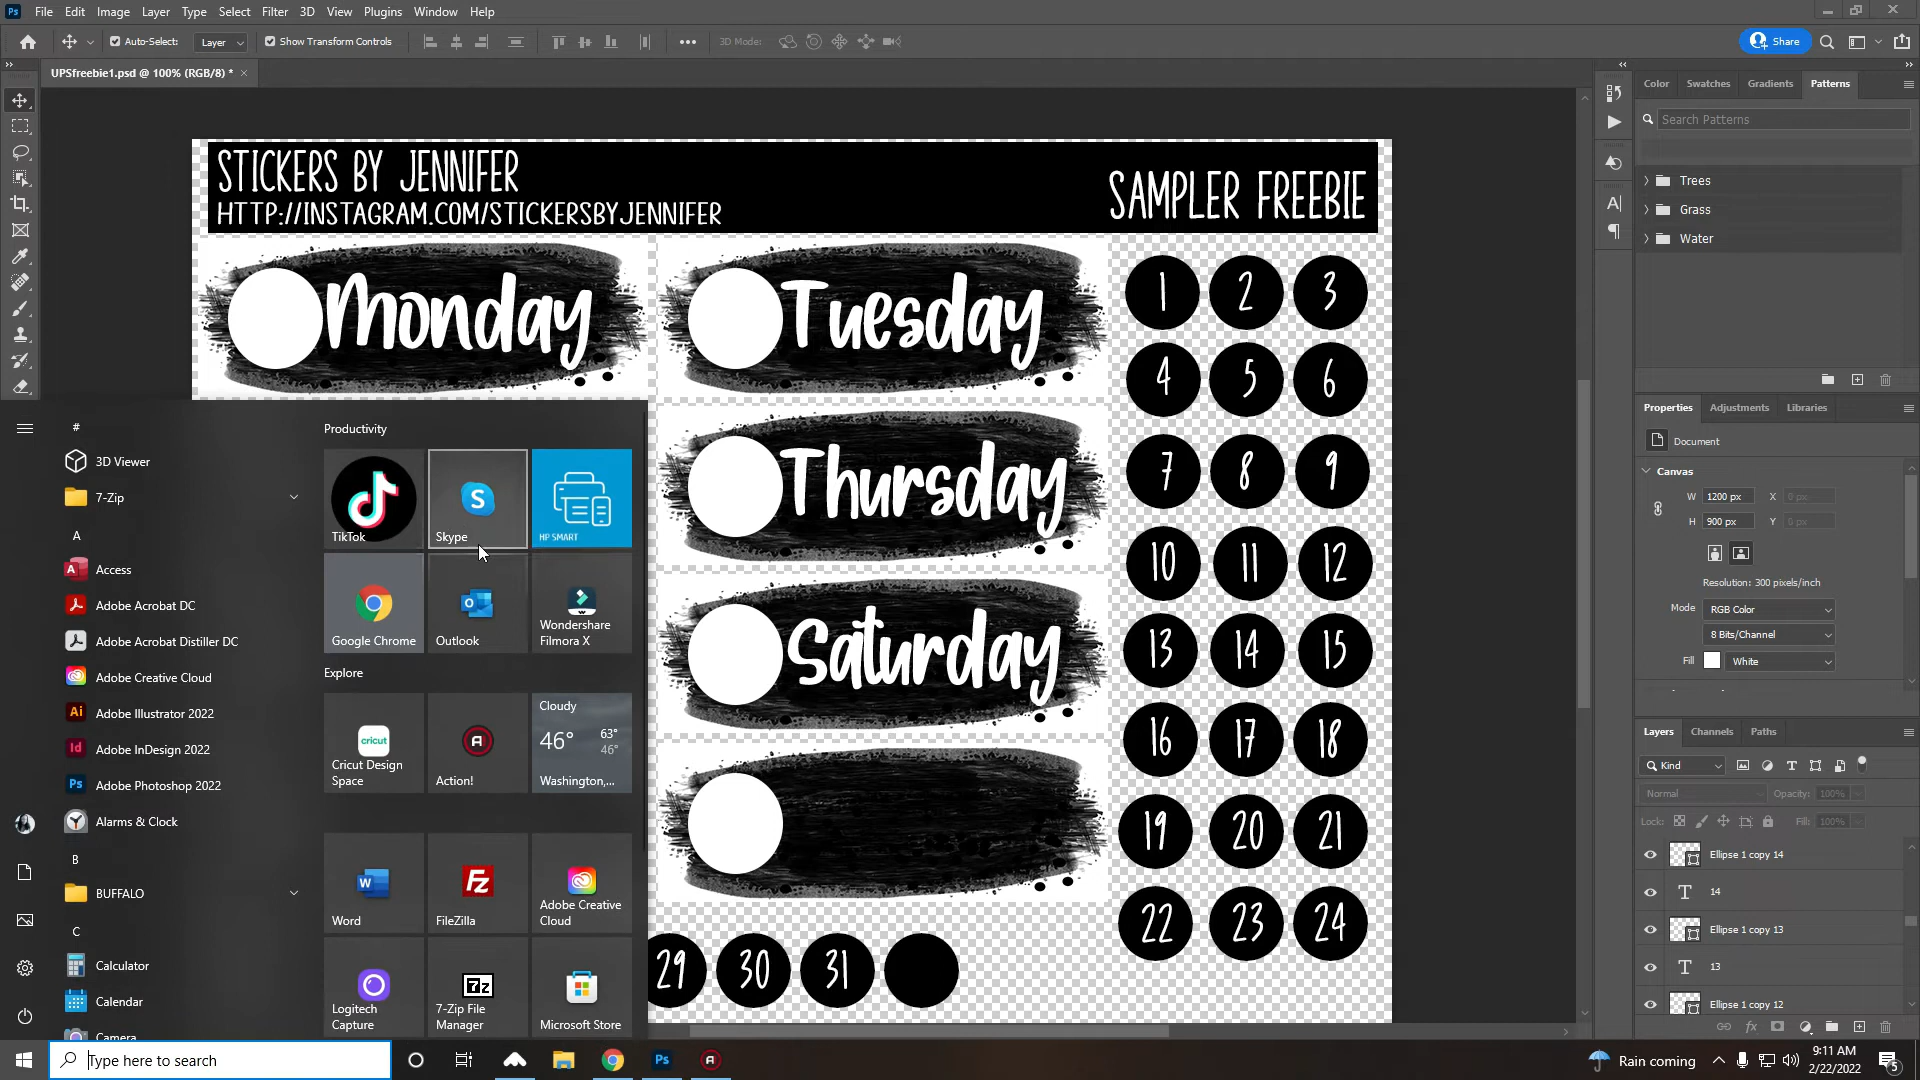 Ps File Edit Image Layer Type Select Filter 3D View Plugins Window Help
Auto-Select: Layer Show Transform Controls 3D Mode: Share
UPSfreebie1.psd @ 100% (RGB/8) *
STICKERS BY JENNIFER
HTTP://INSTAGRAM.COM/STICKERSBYJENNIFER
SAMPLER FREEBIE
Monday Tuesday
Thursday
Saturday
1 2 3
4 5 6
7 8 9
10 11 12
13 14 15
16 17 18
19 20 21
22 23 24
29 30 31
#
3D Viewer
7-Zip
A
Access
Adobe Acrobat DC
Adobe Acrobat Distiller DC
Adobe Creative Cloud
Adobe Illustrator 2022
Adobe InDesign 2022
Adobe Photoshop 2022
Alarms & Clock
B
BUFFALO
C
Calculator
Calendar
Camera
Productivity
TikTok
Skype
HP SMART
Google Chrome
Outlook
Wondershare
Filmora X
Explore
cricut
Cricut Design
Space
Action!
Cloudy
46° 63°
46°
Washington,...
Word
FileZilla
Adobe Creative
Cloud
Logitech
Capture
7-Zip File
Manager
Microsoft Store
Color Swatches Gradients Patterns
Search Patterns
Trees
Grass
Water
Properties Adjustments Libraries
Document
Canvas
W 1200 px X 0 px
H 900 px Y 0 px
Resolution: 300 pixels/inch
Mode RGB Color
8 Bits/Channel
Fill White
Layers Channels Paths
Kind
Normal Opacity: 100%
Lock: Fill: 100%
Ellipse 1 copy 14
14
Ellipse 1 copy 13
13
Ellipse 1 copy 12
Type here to search
Rain coming
9:11 AM
2/22/2022
5